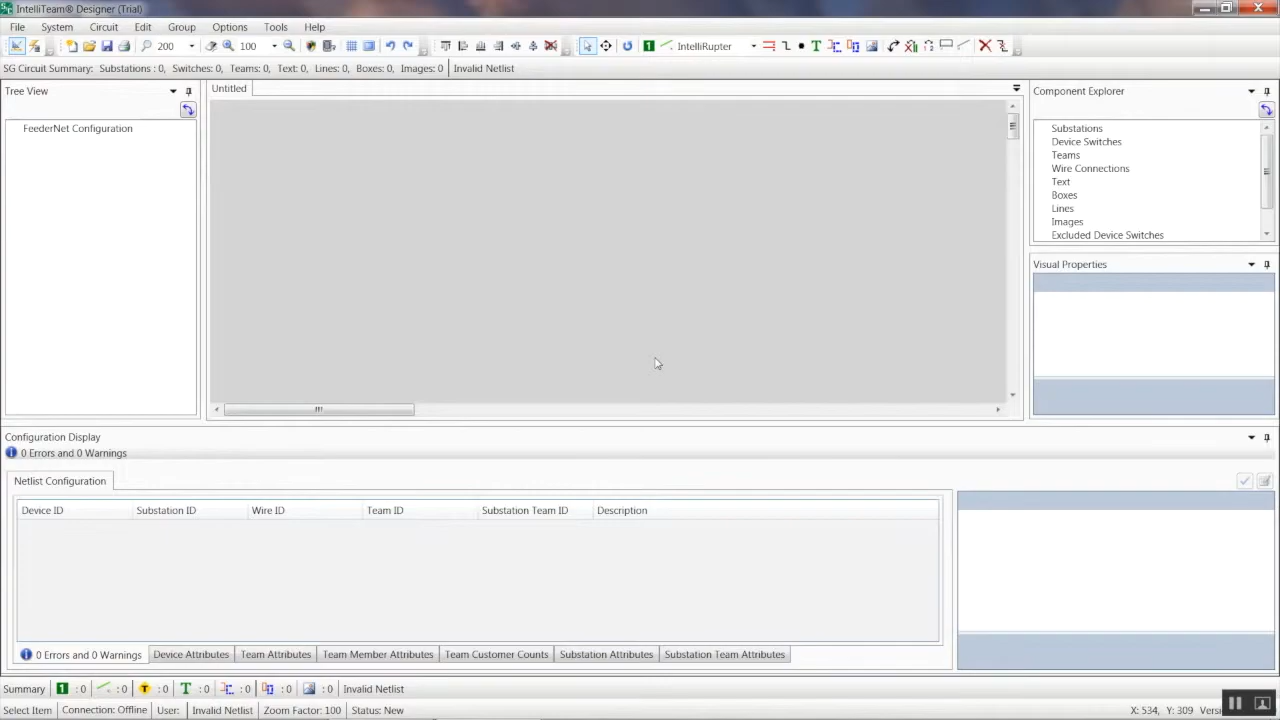 IntelliTeam® Designer (Trial)
File System Circuit Edit Group Options Tools Help
200 100 1 IntelliRupter T
SG Circuit Summary: Substations : 0, Switches: 0, Teams: 0, Text: 0, Lines: 0, Boxes: 0, Images: 0 Invalid Netlist
Tree View
FeederNet Configuration
Untitled
Component Explorer
Substations
Device Switches
Teams
Wire Connections
Text
Boxes
Lines
Images
Excluded Device Switches
Visual Properties
Configuration Display
0 Errors and 0 Warnings
Netlist Configuration
Device ID Substation ID Wire ID Team ID Substation Team ID Description
0 Errors and 0 Warnings Device Attributes Team Attributes Team Member Attributes Team Customer Counts Substation Attributes Substation Team Attributes
Summary 1 : 0 : 0 T : 0 T : 0 : 0 : 0 : 0 Invalid Netlist
Select Item Connection: Offline User: Invalid Netlist Zoom Factor: 100 Status: New X: 534, Y: 309